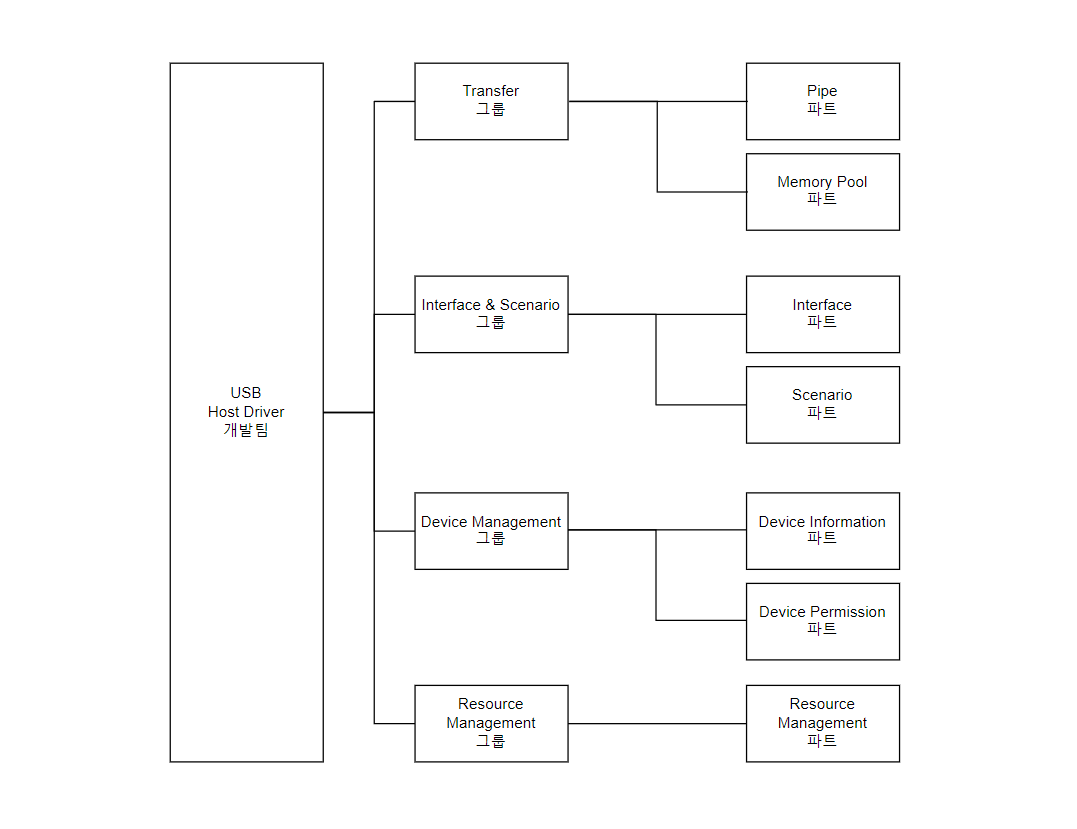 USB
Host Driver
개발팀
Transfer
그룹
Pipe
파트
Memory Pool
파트
Interface & Scenario
그룹
Interface
파트
Scenario
파트
Device Management
그룹
Device Information
파트
Device Permission
파트
Resource
Management
그룹
Resource
Management
파트